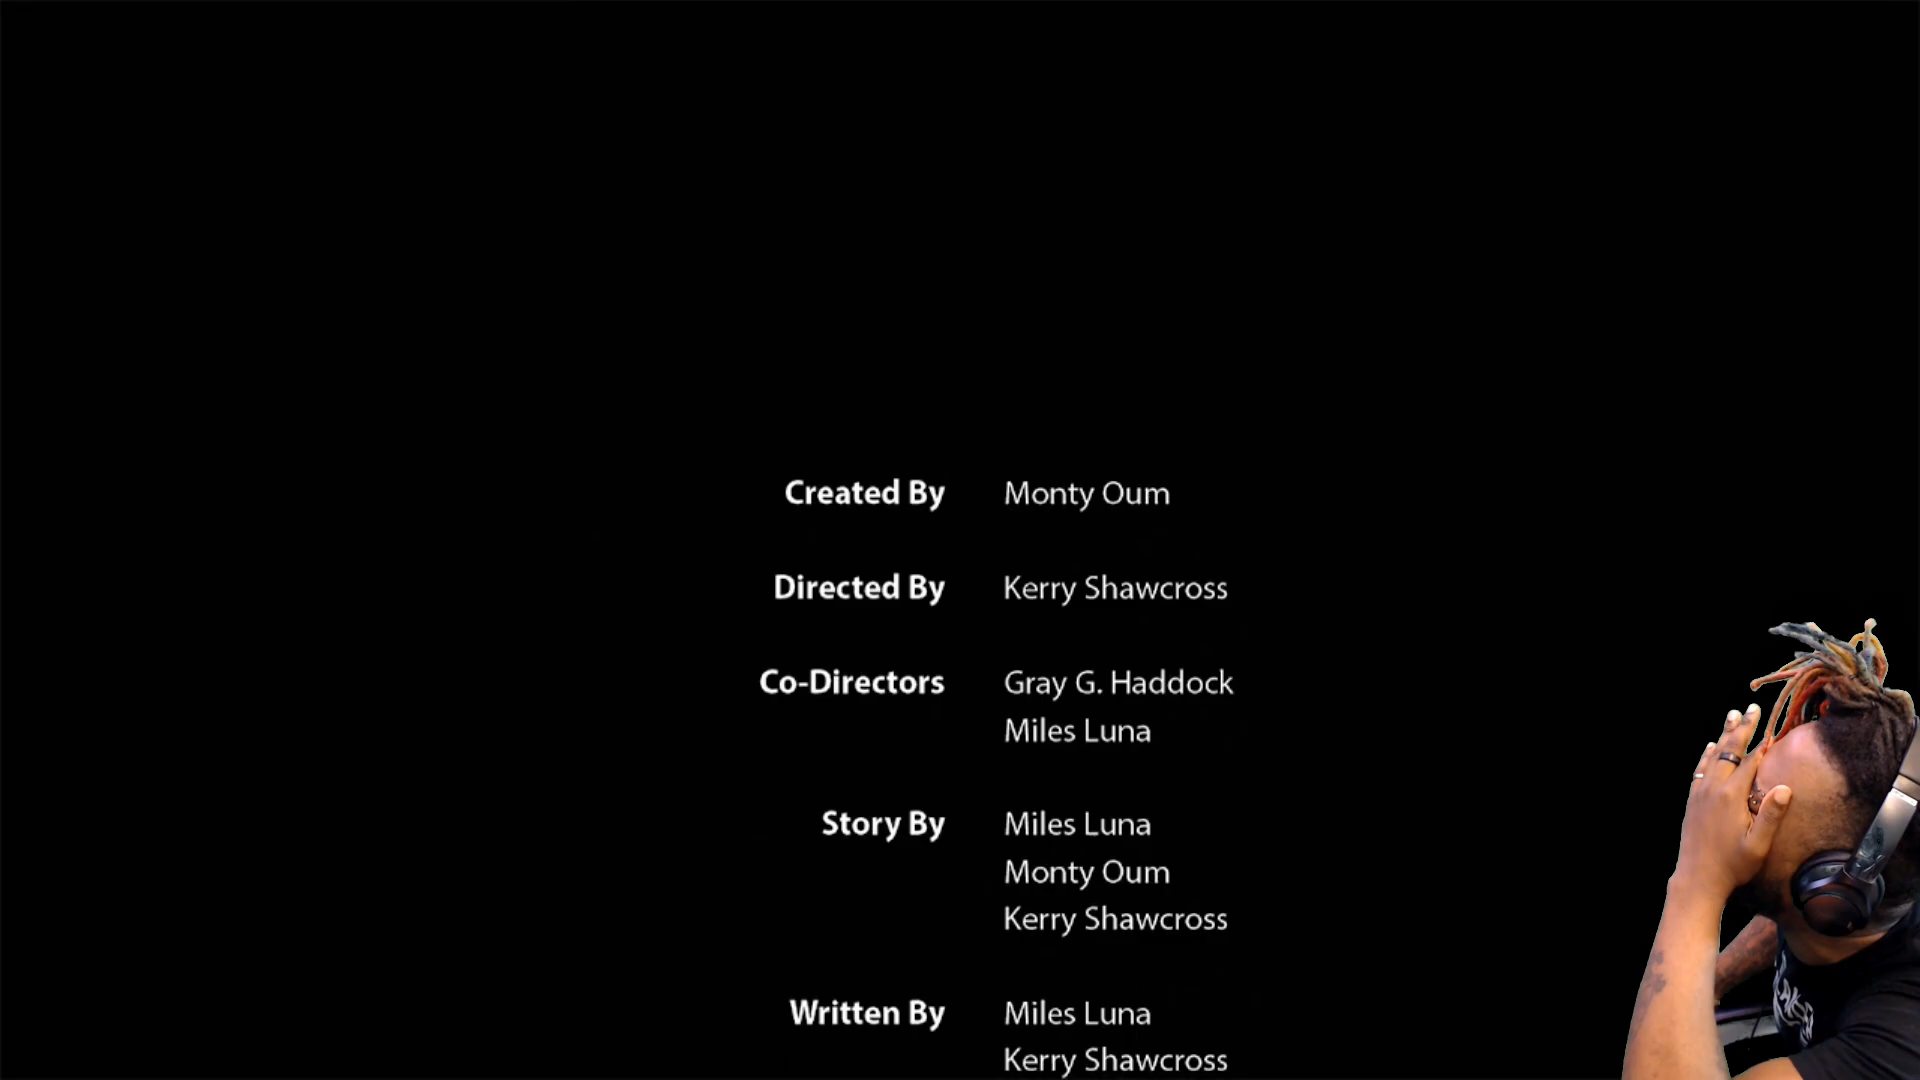 Created By Monty Oum
Directed By Kerry Shawcross
Co-Directors Gray G. Haddock
Miles Luna
Story By Miles Luna
Monty Oum
Kerry Shawcross
Written By Miles Luna
Kerry Shawcross